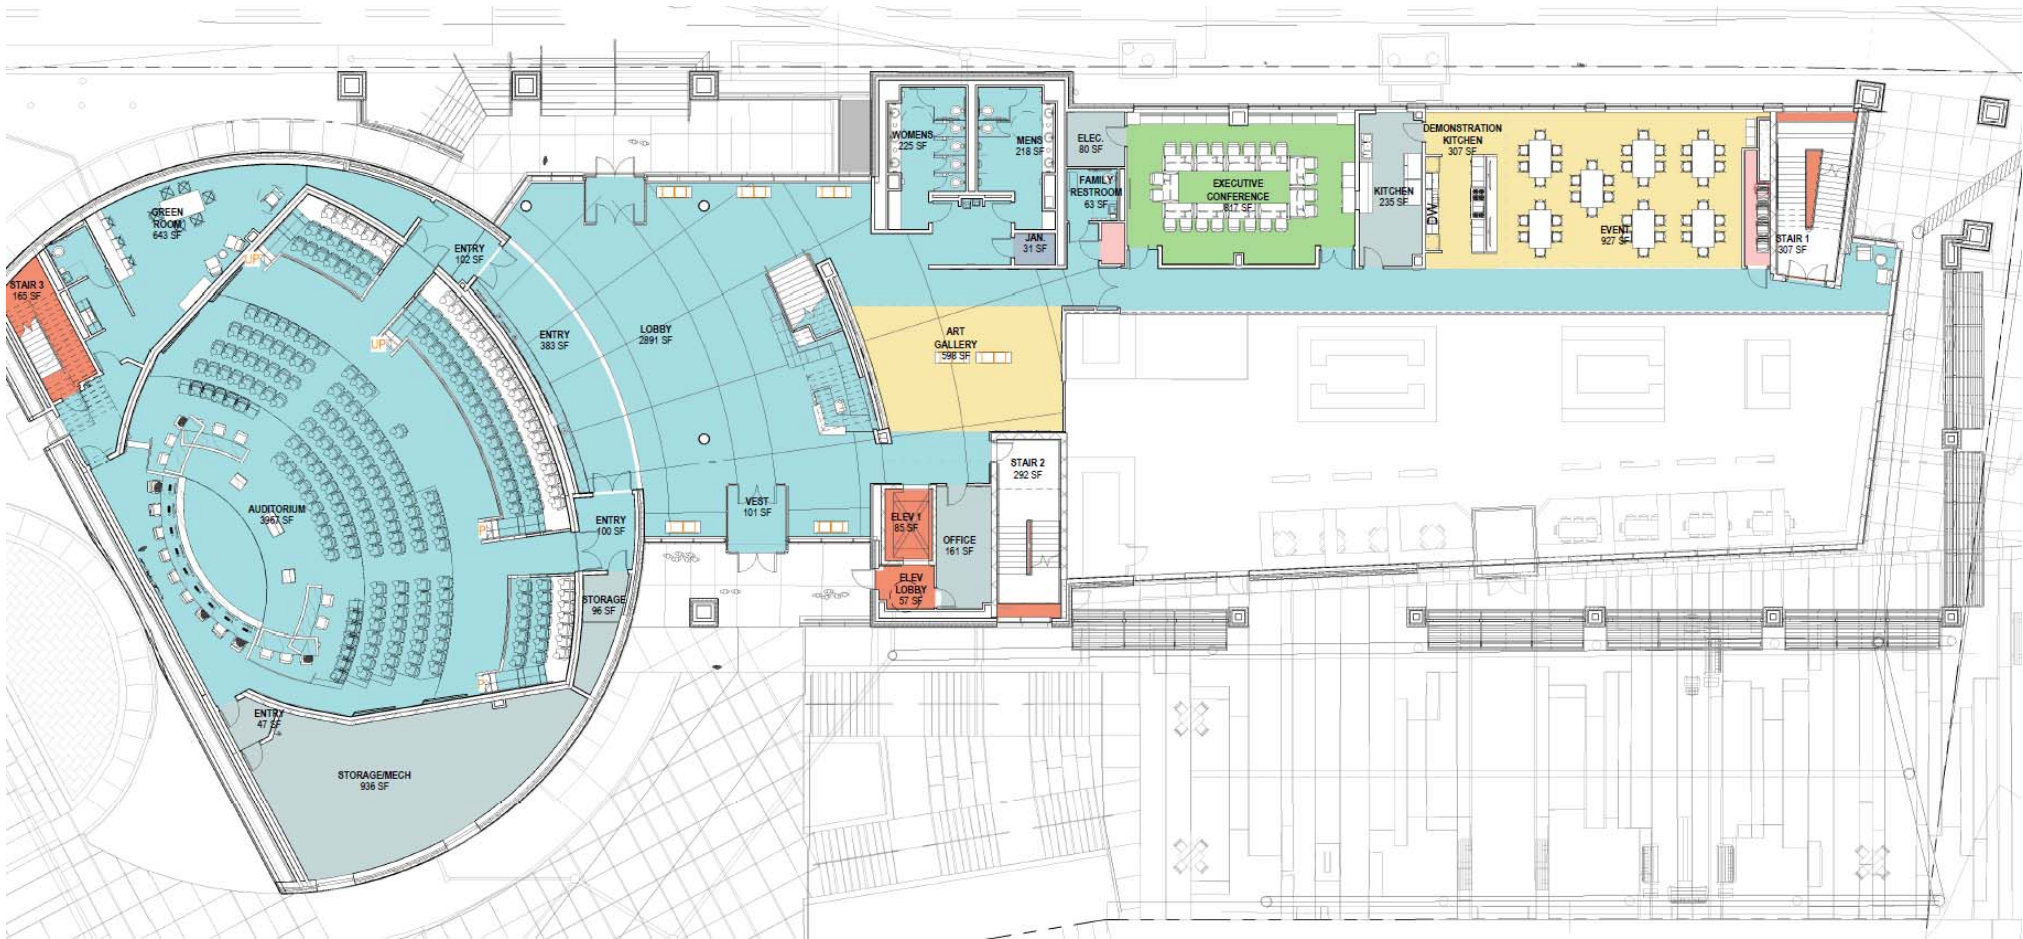 WOMENS
225 SF
MENS
218 SF
ELEC.
80 SF
FAMILY
RESTROOM
63 SF
JAN.
31 SF
EXECUTIVE
CONFERENCE
817 SF
KITCHEN
235 SF
DEMONSTRATION
KITCHEN
307 SF
DW
EVENT
927 SF
STAIR 1
307 SF
GREEN
ROOM
643 SF
ENTRY
102 SF
UP
STAIR 3
165 SF
UP
ENTRY
383 SF
LOBBY
2891 SF
ART
GALLERY
598 SF
STAIR 2
292 SF
AUDITORIUM
3967 SF
ENTRY
100 SF
VEST
101 SF
ELEV 1
85 SF
OFFICE
161 SF
ELEV
LOBBY
57 SF
STORAGE
96 SF
ENTRY
47 SF
STORAGE/MECH
936 SF